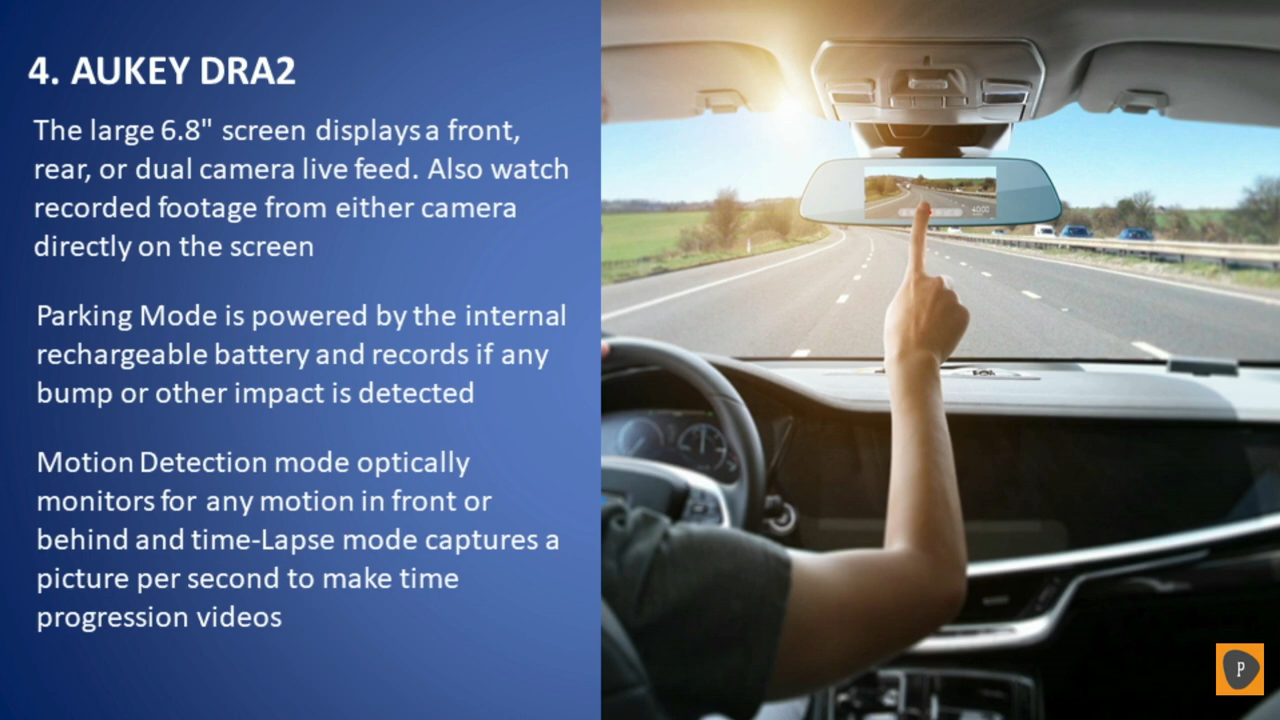 4. AUKEY DRA2
The large 6.8" screen displays a front,
rear, or dual camera live feed. Also watch
recorded footage from either camera
directly on the screen
Parking Mode is powered by the internal
rechargeable battery and records if any
bump or other impact is detected
Motion Detection mode optically
monitors for any motion in front or
behind and time-Lapse mode captures a
picture per second to make time
progression videos
P